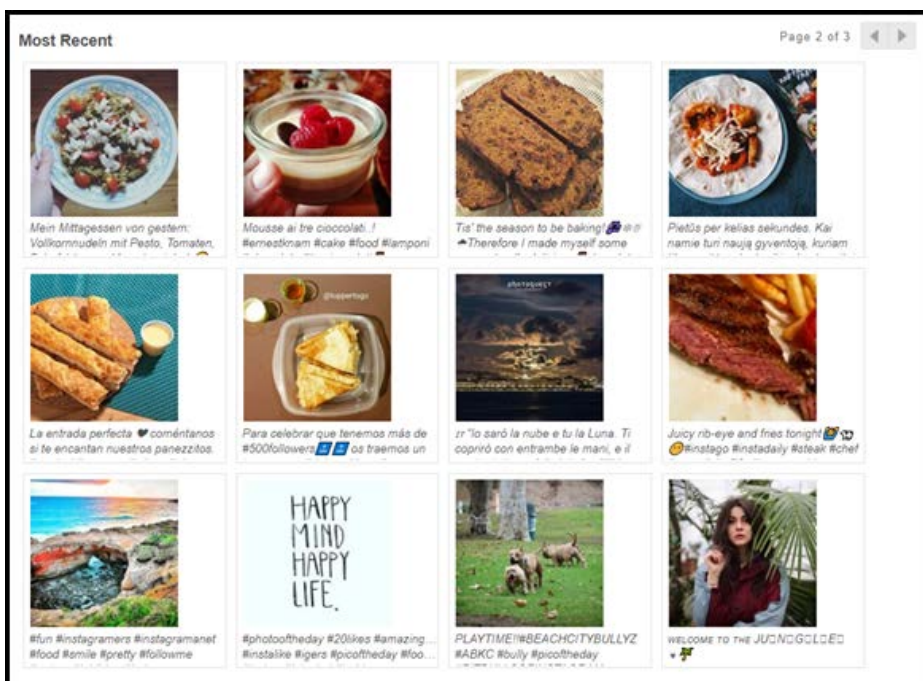 Most Recent
Page 2 of 3
Mein Mittagessen von gestern:
Vollkornnudeln mit Pesto, Tomaten,
Mousse ai tre cioccolati..!
#ernestknam #cake #food #lamponi
Tis' the season to be baking!
Therefore I made myself some
Pietūs per kelias sekundes. Kai
namie turi naują gyventoją, kuriam
La entrada perfecta 🖤 coméntanos
si te encantan nuestros panezzitos.
@tuppertogo
Para celebrar que tenemos más de
#500followers os traemos un
"Io sarò la nube e tu la Luna. Ti
coprirò con entrambe le mani, e il
Juicy rib-eye and fries tonight
#instago #instadaily #steak #chef
#fun #instagramers #instagramanet
#food #smile #pretty #followme
HAPPY
MIND
HAPPY
LIFE.
#photooftheday #20likes #amazing...
#instalike #igers #picoftheday #foo...
PLAYTIME!!#BEACHCITYBULLYZ
#ABKC #bully #picoftheday
WELCOME TO THE JU□N□G□L□E□